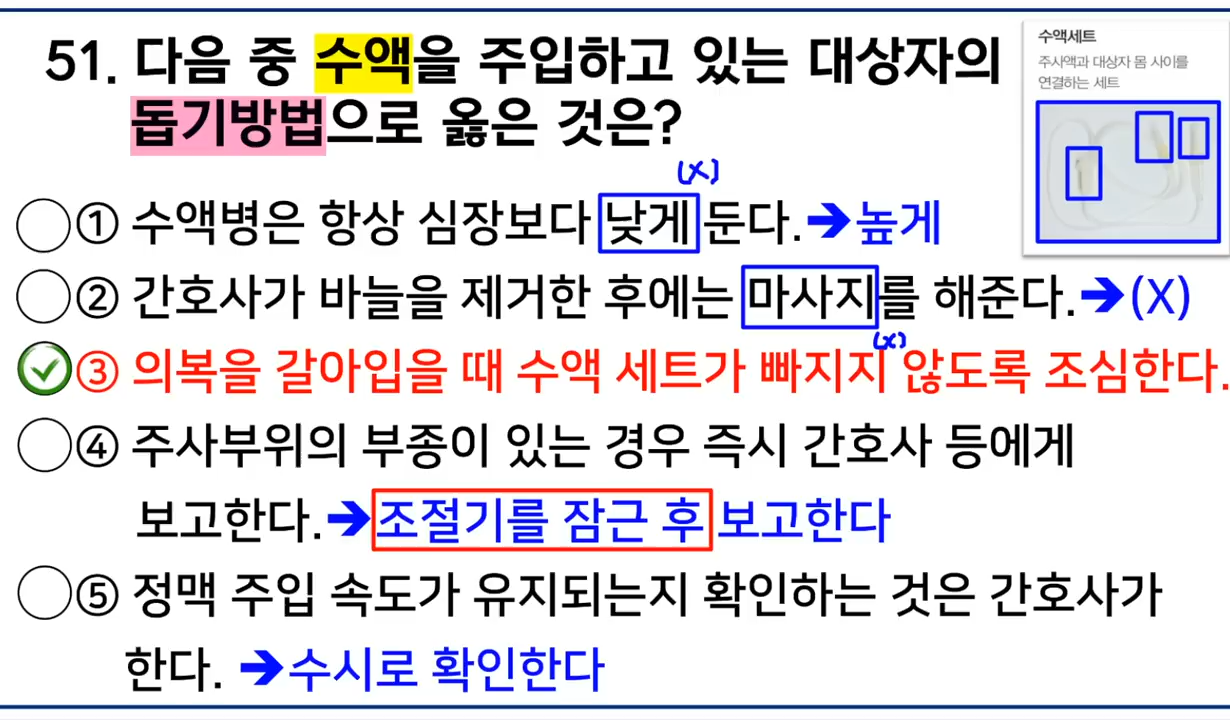 51. 다음 중 수액을 주입하고 있는 대상자의
돕기방법으로 옳은 것은?
수액세트
주사액과 대상자 몸 사이를
연결하는 세트
(X)
① 수액병은 항상 심장보다 낮게 둔다.➔높게
② 간호사가 바늘을 제거한 후에는 마사지를 해준다.➔(X)
(X)
③ 의복을 갈아입을 때 수액 세트가 빠지지 않도록 조심한다.
④ 주사부위의 부종이 있는 경우 즉시 간호사 등에게
보고한다.➔조절기를 잠근 후 보고한다
⑤ 정맥 주입 속도가 유지되는지 확인하는 것은 간호사가
한다. ➔수시로 확인한다